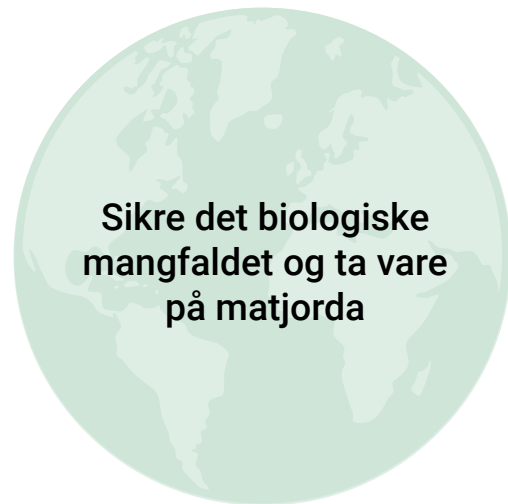 Sikre det biologiske
mangfaldet og ta vare
på matjorda